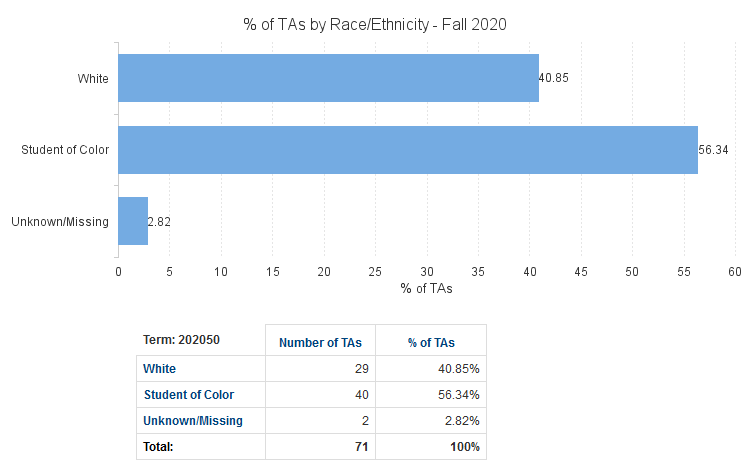 % of TAs by Race/Ethnicity - Fall 2020
White 40.85
Student of Color 56.34
Unknown/Missing 2.82
0 5 10 15 20 25 30 35 40 45 50 55 60
% of TAs
Term: 202050 Number of TAs % of TAs
White 29 40.85%
Student of Color 40 56.34%
Unknown/Missing 2 2.82%
Total: 71 100%